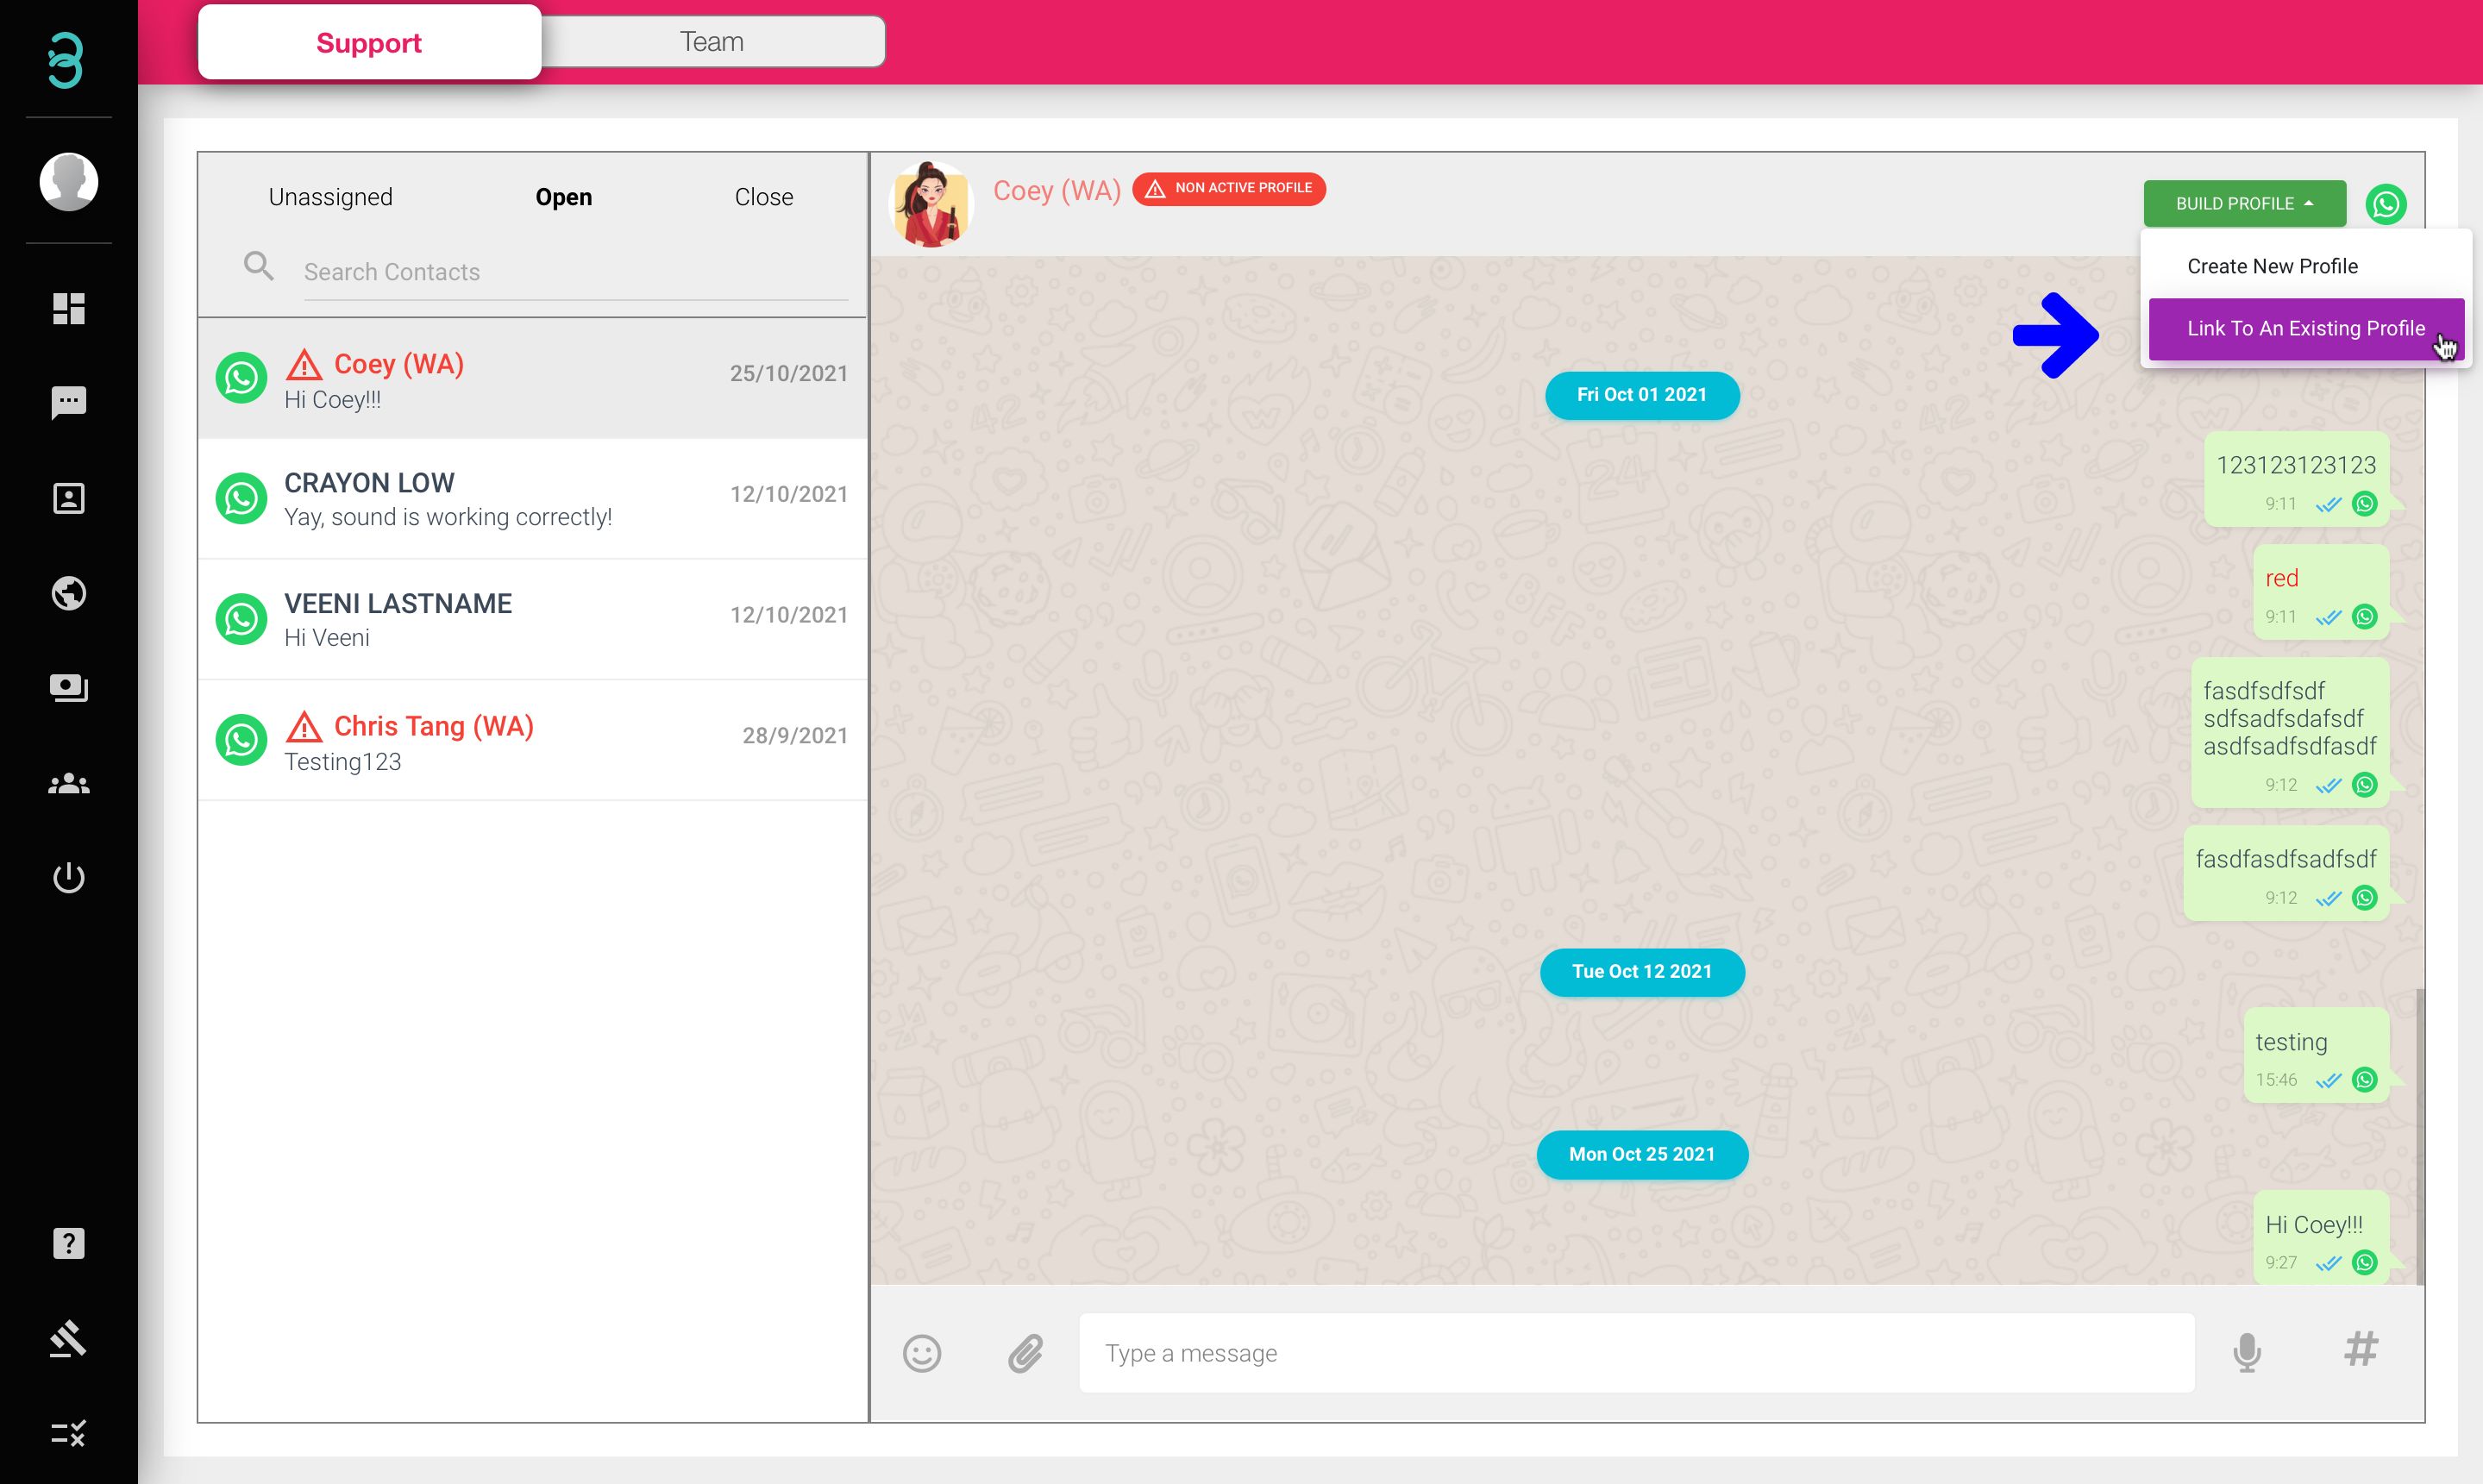 Support
Team
Unassigned
Open
Close
Search Contacts
Coey (WA)
25/10/2021
Hi Coey!!!
CRAYON LOW
12/10/2021
Yay, sound is working correctly!
VEENI LASTNAME
12/10/2021
Hi Veeni
Chris Tang (WA)
28/9/2021
Testing123
Coey (WA)
NON ACTIVE PROFILE
BUILD PROFILE
Create New Profile
Link To An Existing Profile
Fri Oct 01 2021
123123123123
9:11
red
9:11
fasdfsdfsdf
sdfsadfsdafsdf
asdfsadfsdfasdf
9:12
fasdfasdfsadfsdf
9:12
Tue Oct 12 2021
testing
15:46
Mon Oct 25 2021
Hi Coey!!!
9:27
Type a message
#